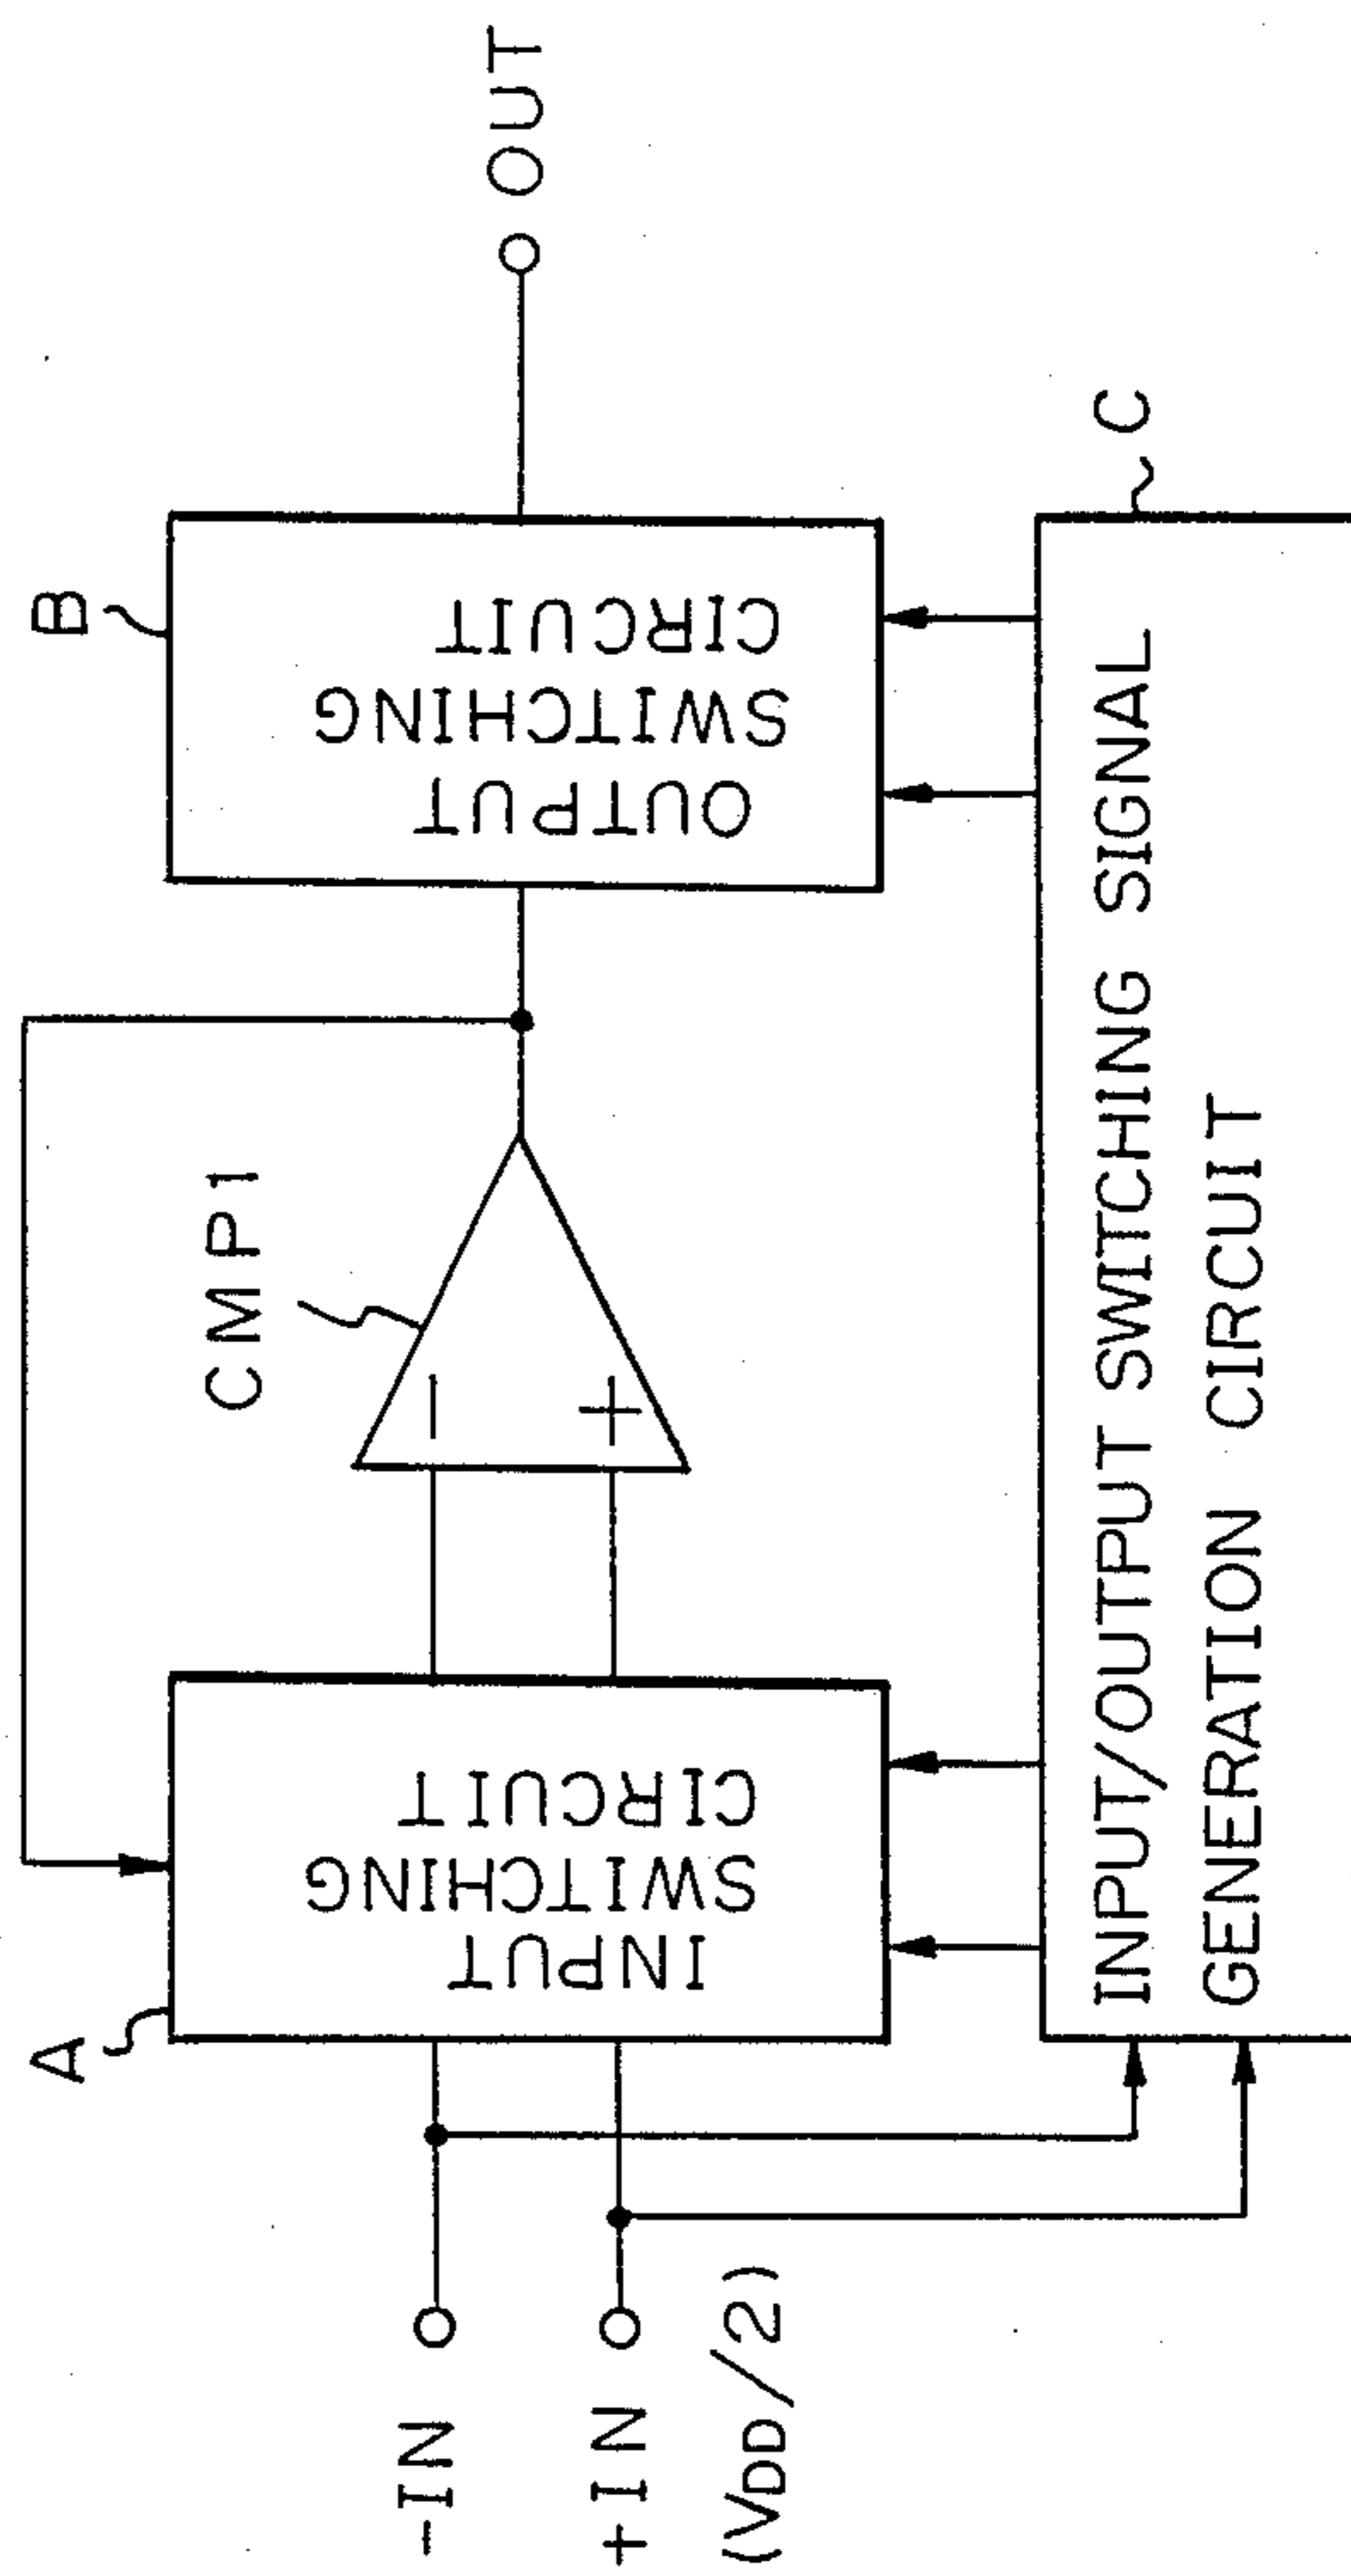 A
B
CMP1
-IN
+IN
(VDD/2)
INPUT
SWITCHING
CIRCUIT
−
+
OUTPUT
SWITCHING
CIRCUIT
OUT
C
INPUT/OUTPUT SWITCHING SIGNAL
GENERATION CIRCUIT